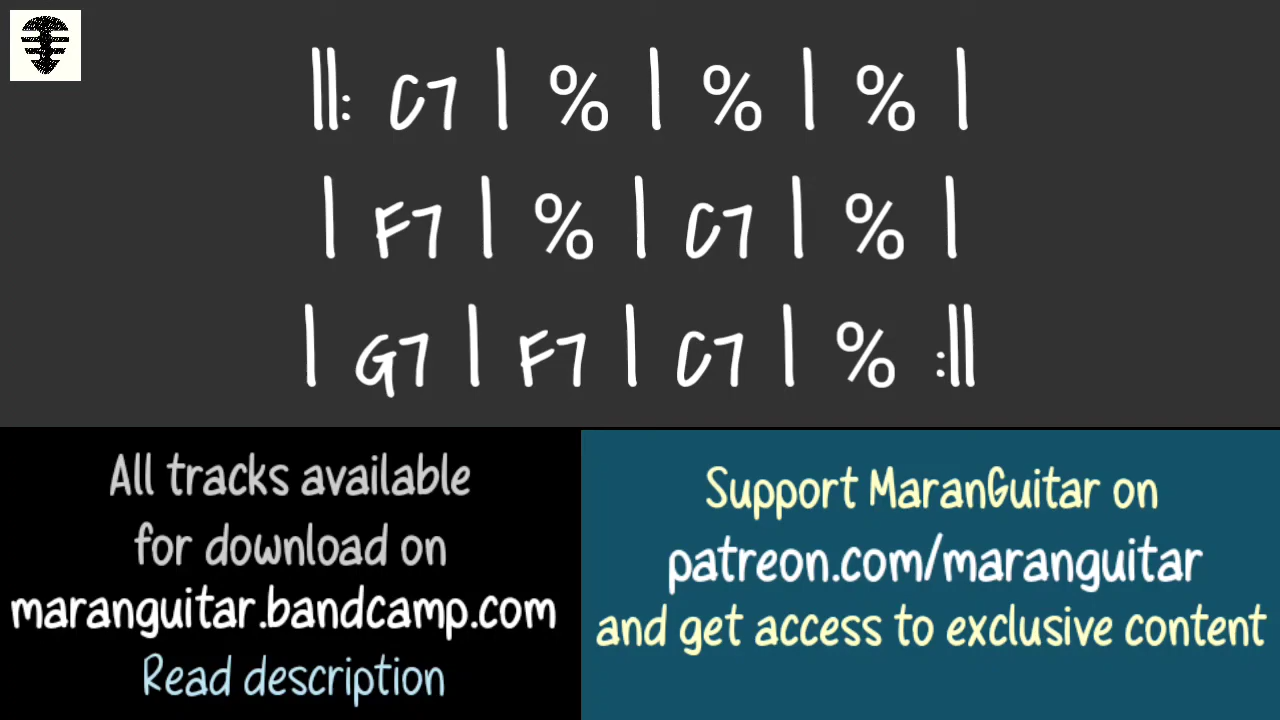 ||: C7 | % | % | % |
| F7 | % | C7 | % |
| G7 | F7 | C7 | % :||
All tracks available
for download on
maranguitar.bandcamp.com
Read description
Support MaranGuitar on
patreon.com/maranguitar
and get access to exclusive content